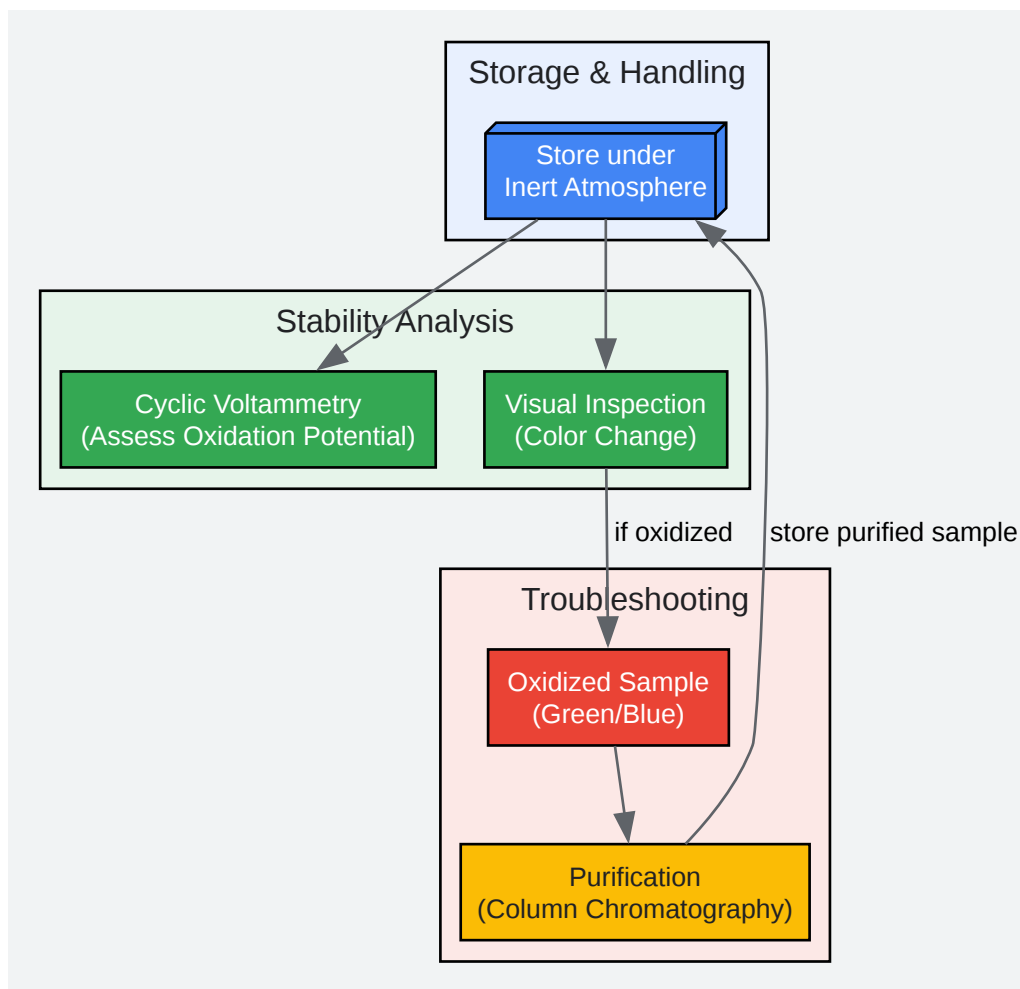 Storage & Handling
Store under
Inert Atmosphere
Stability Analysis
Cyclic Voltammetry
(Assess Oxidation Potential)
Visual Inspection
(Color Change)
if oxidized
store purified sample
Troubleshooting
Oxidized Sample
(Green/Blue)
Purification
(Column Chromatography)